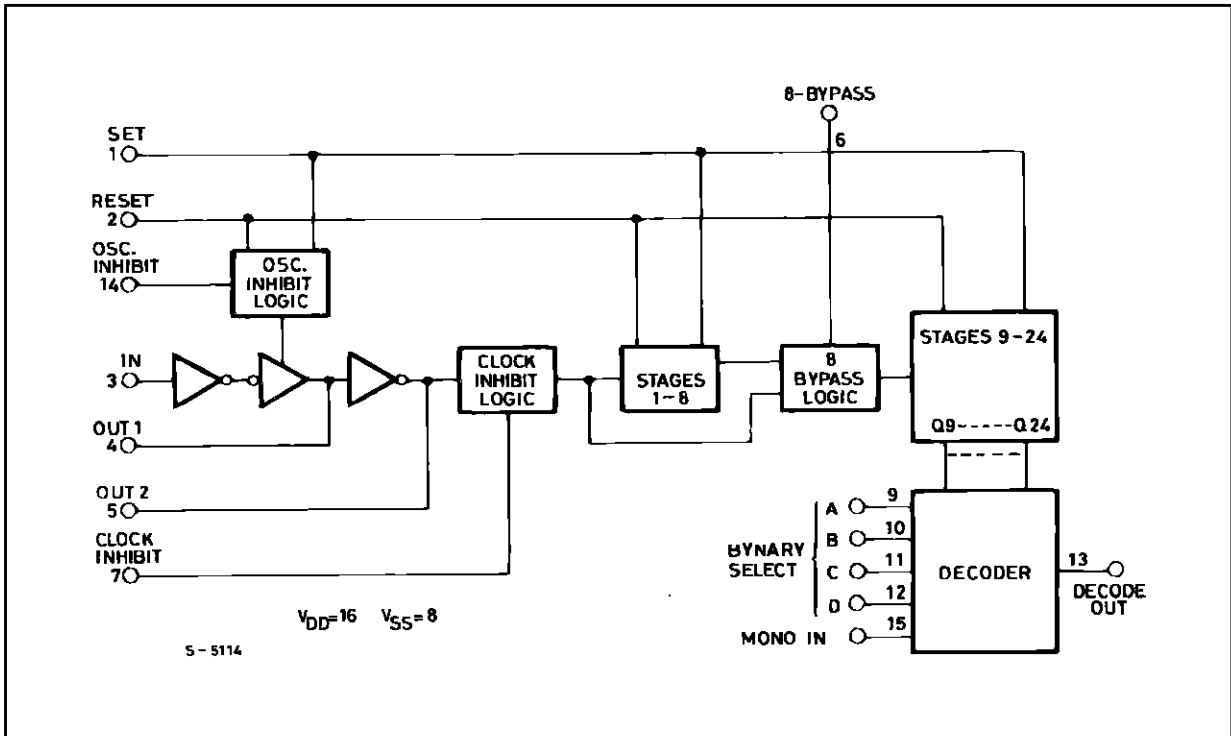 8-BYPASS
6
SET
1
RESET
2
OSC.
INHIBIT
14
OSC.
INHIBIT
LOGIC
IN
3
OUT 1
4
OUT 2
5
CLOCK
INHIBIT
7
CLOCK
INHIBIT
LOGIC
STAGES
1-8
8
BYPASS
LOGIC
STAGES 9-24
Q9-----Q24
A 9
B 10
C 11
D 12
BYNARY
SELECT
MONO IN 15
DECODER
13
DECODE
OUT
VDD=16 VSS=8
S-5114